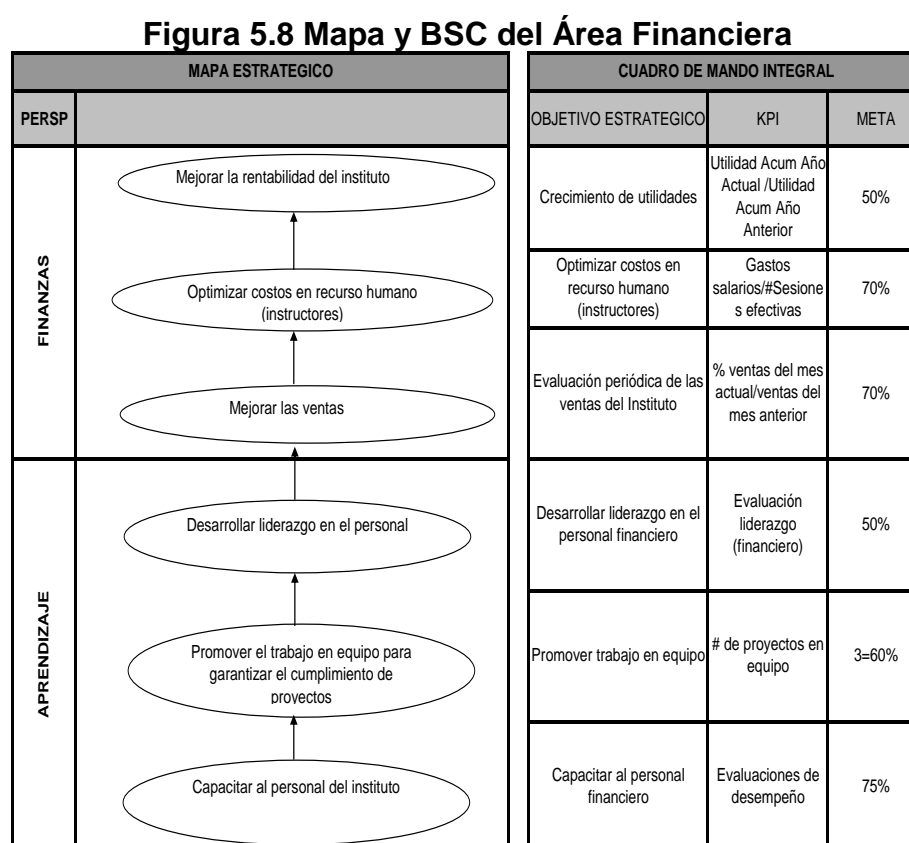 Figura 5.8 Mapa y BSC del Área Financiera
MAPA ESTRATEGICO
CUADRO DE MANDO INTEGRAL
PERSP
OBJETIVO ESTRATEGICO
KPI
META
FINANZAS
Mejorar la rentabilidad del instituto
Crecimiento de utilidades
Utilidad Acum Año
Actual /Utilidad
Acum Año
Anterior
50%
Optimizar costos en recurso humano
(instructores)
Optimizar costos en
recurso humano
(instructores)
Gastos
salarios/#Sesione
s efectivas
70%
Mejorar las ventas
Evaluación periódica de las
ventas del Instituto
% ventas del mes
actual/ventas del
mes anterior
70%
APRENDIZAJE
Desarrollar liderazgo en el personal
Desarrollar liderazgo en el
personal financiero
Evaluación
liderazgo
(financiero)
50%
Promover el trabajo en equipo para
garantizar el cumplimiento de
proyectos
Promover trabajo en equipo
# de proyectos en
equipo
3=60%
Capacitar al personal del instituto
Capacitar al personal
financiero
Evaluaciones de
desempeño
75%